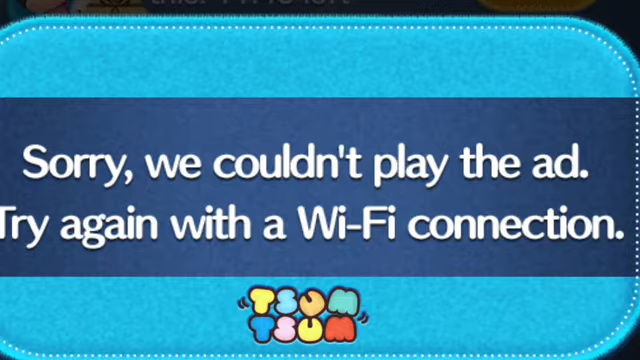 Sorry, we couldn't play the ad.
Try again with a Wi-Fi connection.
TSUM
TSUM